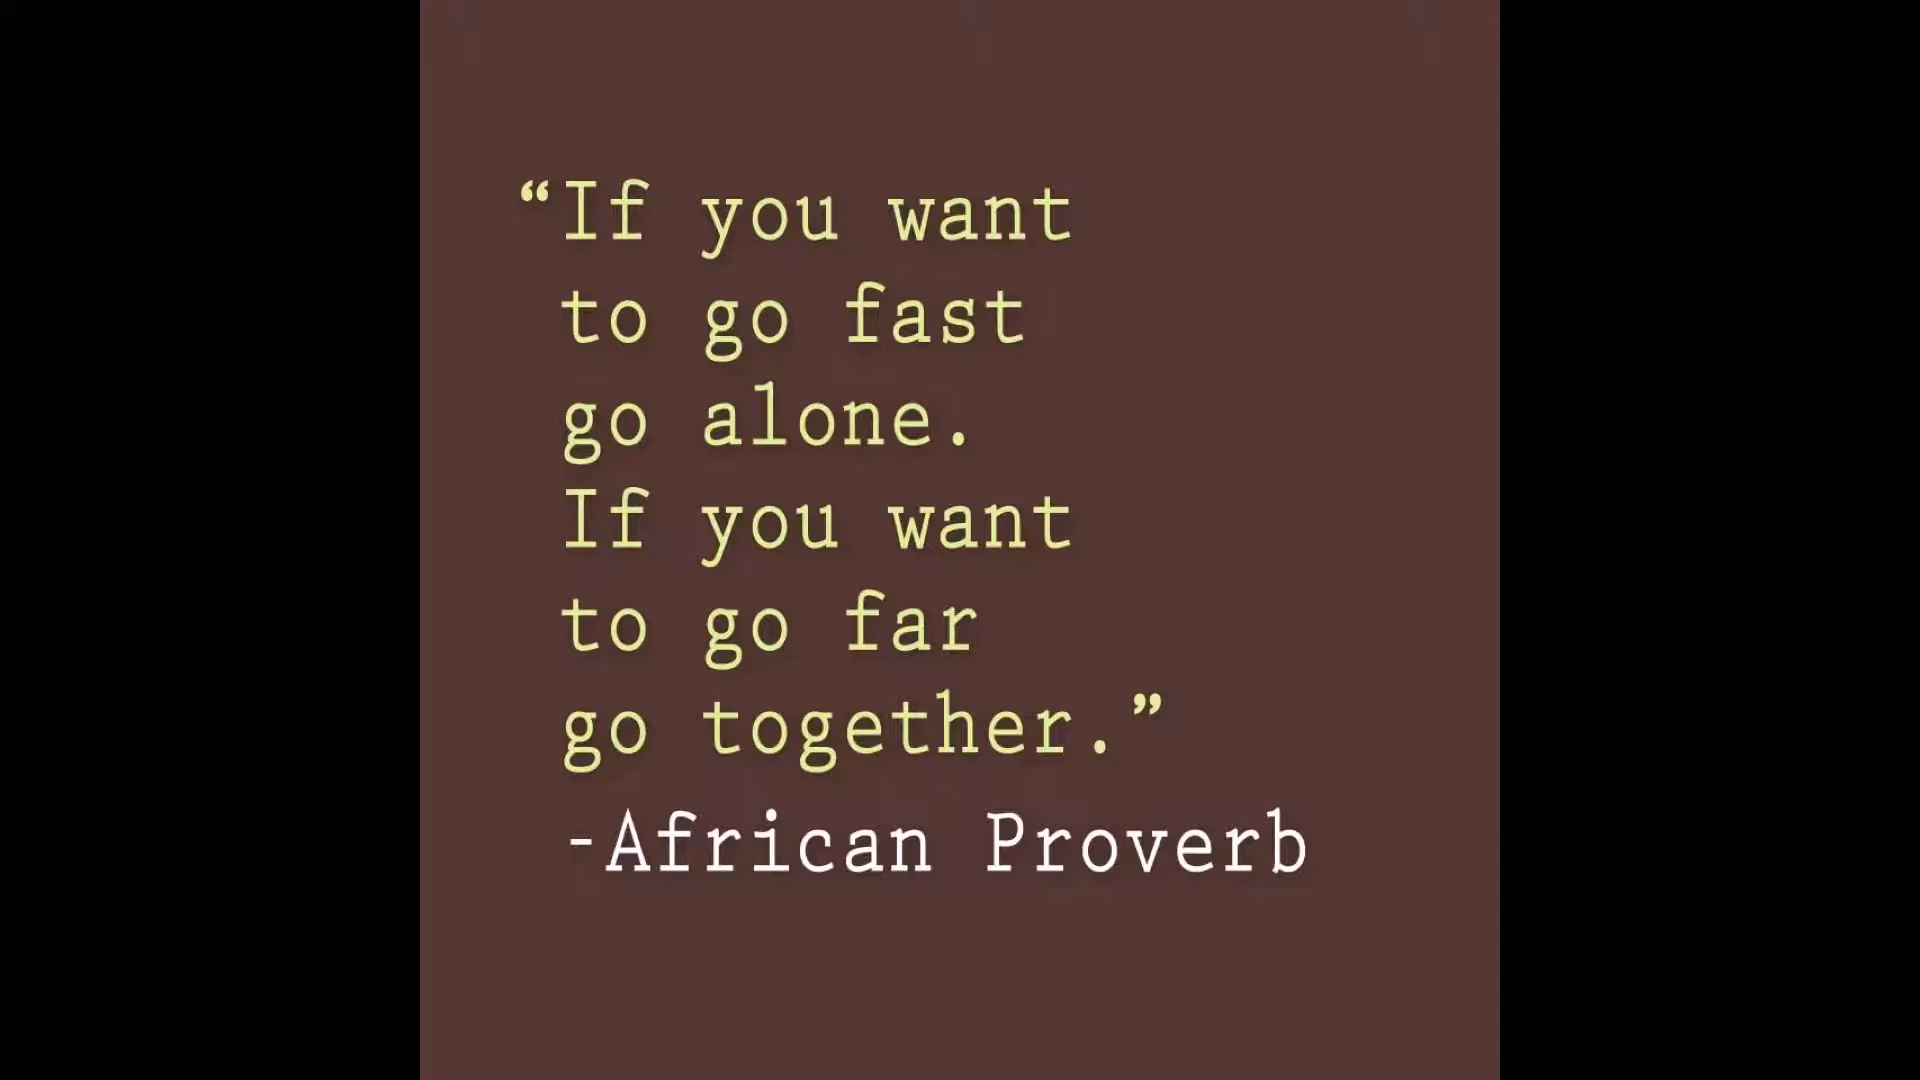 “If you want
to go fast
go alone.
If you want
to go far
go together.”
-African Proverb